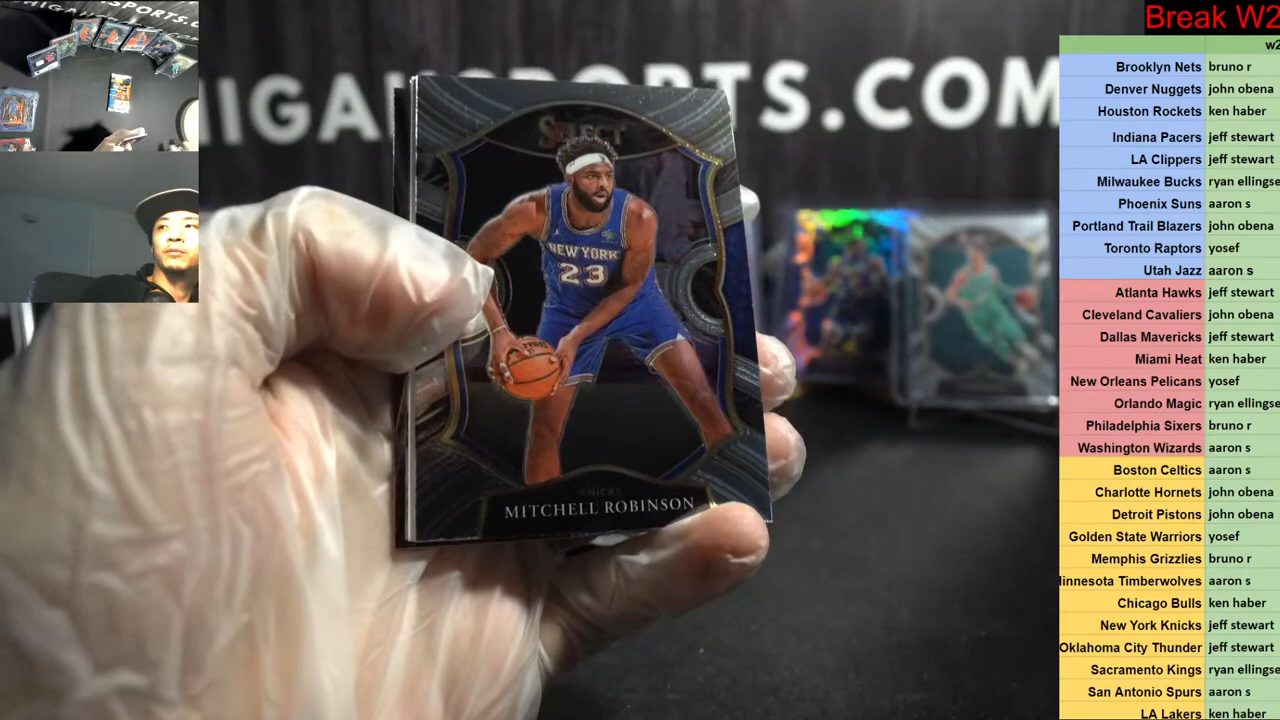 Break W2
w2
Brooklyn Nets bruno r
Denver Nuggets john obena
Houston Rockets ken haber
Indiana Pacers jeff stewart
LA Clippers jeff stewart
Milwaukee Bucks ryan ellingse
Phoenix Suns aaron s
Portland Trail Blazers john obena
Toronto Raptors yosef
Utah Jazz aaron s
Atlanta Hawks jeff stewart
Cleveland Cavaliers john obena
Dallas Mavericks jeff stewart
Miami Heat ken haber
New Orleans Pelicans yosef
Orlando Magic ryan ellingse
Philadelphia Sixers bruno r
Washington Wizards aaron s
Boston Celtics aaron s
Charlotte Hornets john obena
Detroit Pistons john obena
Golden State Warriors yosef
Memphis Grizzlies bruno r
innesota Timberwolves aaron s
Chicago Bulls ken haber
New York Knicks jeff stewart
Oklahoma City Thunder jeff stewart
Sacramento Kings ryan ellingse
San Antonio Spurs aaron s
LA Lakers ken haber
PORTS.COM
HIGA SPORTS.COM
SELECT
NEW YORK
23
KNICKS
MITCHELL ROBINSON